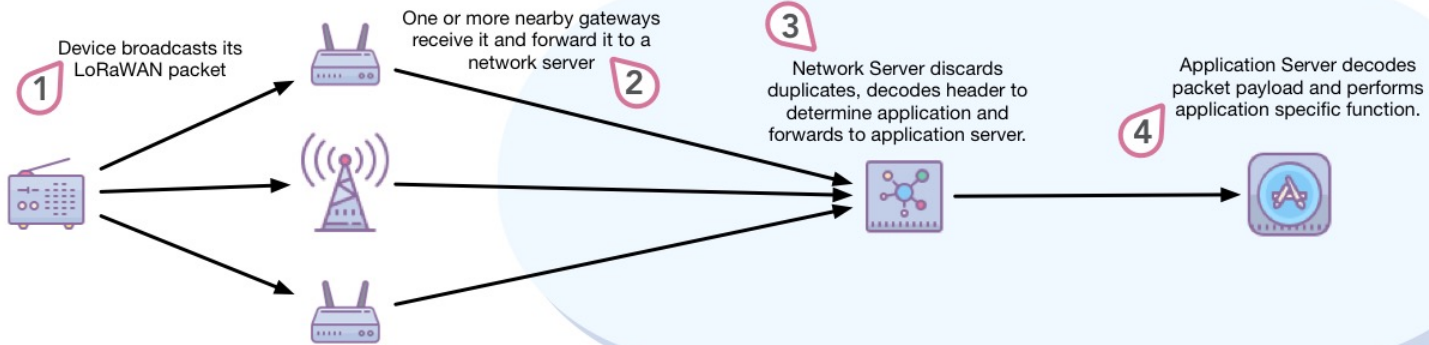 1
Device broadcasts its
LoRaWAN packet
One or more nearby gateways
receive it and forward it to a
network server
2
3
Network Server discards
duplicates, decodes header to
determine application and
forwards to application server.
4
Application Server decodes
packet payload and performs
application specific function.